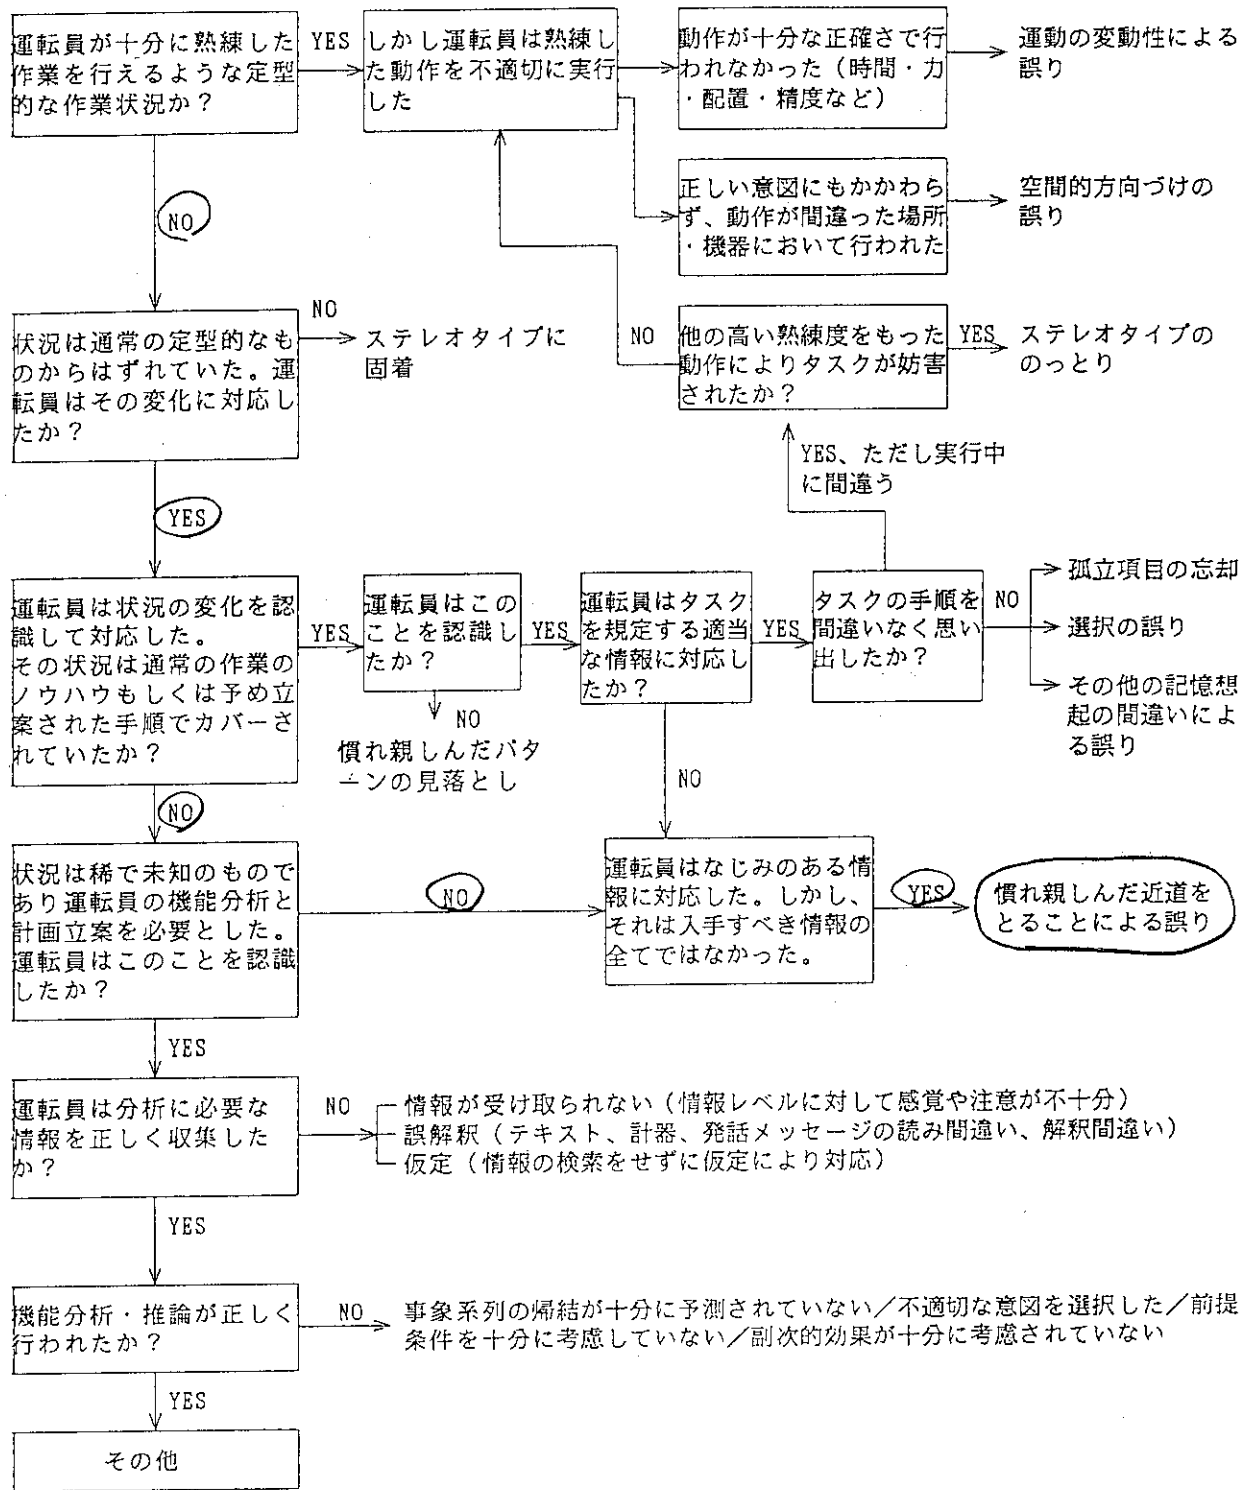 運転員が十分に熟練した
作業を行えるような定型
的な作業状況か？
YES
しかし運転員は熟練し
た動作を不適切に実行
した
動作が十分な正確さで行
われなかった（時間・力
・配置・精度など）
運動の変動性による
誤り
正しい意図にもかかわら
ず、動作が間違った場所
・機器において行われた
空間的方向づけの
誤り
NO
状況は通常の定型的なも
のからはずれていた。運
転員はその変化に対応し
たか？
NO
ステレオタイプに
固着
NO
他の高い熟練度をもった
動作によりタスクが妨害
されたか？
YES
ステレオタイプの
のっとり
YES、ただし実行中
に間違う
YES
運転員は状況の変化を認
識して対応した。
その状況は通常の作業の
ノウハウもしくは予め立
案された手順でカバーさ
れていたか？
YES
運転員はこの
ことを認識し
たか？
YES
運転員はタスク
を規定する適当
な情報に対応し
たか？
YES
タスクの手順を
間違いなく思い
出したか？
NO
孤立項目の忘却
選択の誤り
その他の記憶想
起の間違いによ
る誤り
NO
慣れ親しんだパタ
ーンの見落とし
NO
NO
状況は稀で未知のもので
あり運転員の機能分析と
計画立案を必要とした。
運転員はこのことを認識
したか？
NO
運転員はなじみのある情
報に対応した。しかし、
それは入手すべき情報の
全てではなかった。
YES
慣れ親しんだ近道を
とることによる誤り
YES
運転員は分析に必要な
情報を正しく収集した
か？
NO
情報が受け取られない（情報レベルに対して感覚や注意が不十分）
誤解釈（テキスト、計器、発話メッセージの読み間違い、解釈間違い）
仮定（情報の検索をせずに仮定により対応）
YES
機能分析・推論が正しく
行われたか？
NO
事象系列の帰結が十分に予測されていない／不適切な意図を選択した／前提
条件を十分に考慮していない／副次的効果が十分に考慮されていない
YES
その他